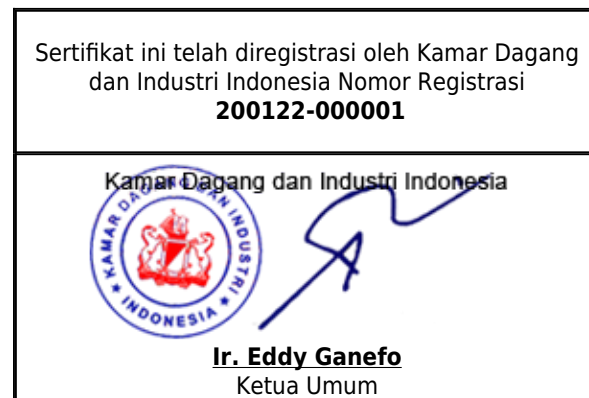 Sertifikat ini telah diregistrasi oleh Kamar Dagang
dan Industri Indonesia Nomor Registrasi
200122-000001
Kamar Dagang dan Industri Indonesia
KAMAR DAGANG DAN INDUSTRI
INDONESIA
Ir. Eddy Ganefo
Ketua Umum